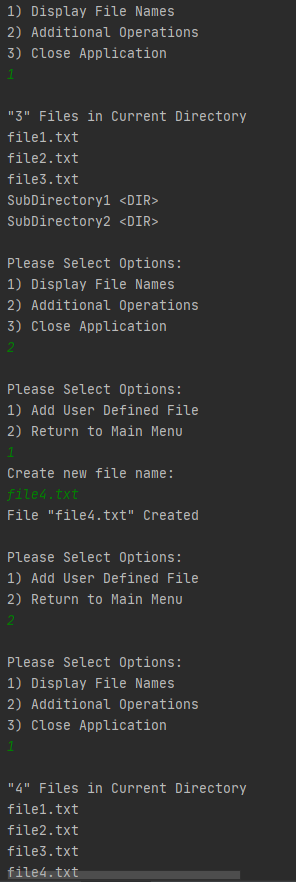 1) Display File Names
2) Additional Operations
3) Close Application
1
"3" Files in Current Directory
file1.txt
file2.txt
file3.txt
SubDirectory1 <DIR>
SubDirectory2 <DIR>
Please Select Options:
1) Display File Names
2) Additional Operations
3) Close Application
2
Please Select Options:
1) Add User Defined File
2) Return to Main Menu
1
Create new file name:
file4.txt
File "file4.txt" Created
Please Select Options:
1) Add User Defined File
2) Return to Main Menu
2
Please Select Options:
1) Display File Names
2) Additional Operations
3) Close Application
1
"4" Files in Current Directory
file1.txt
file2.txt
file3.txt
file4.txt